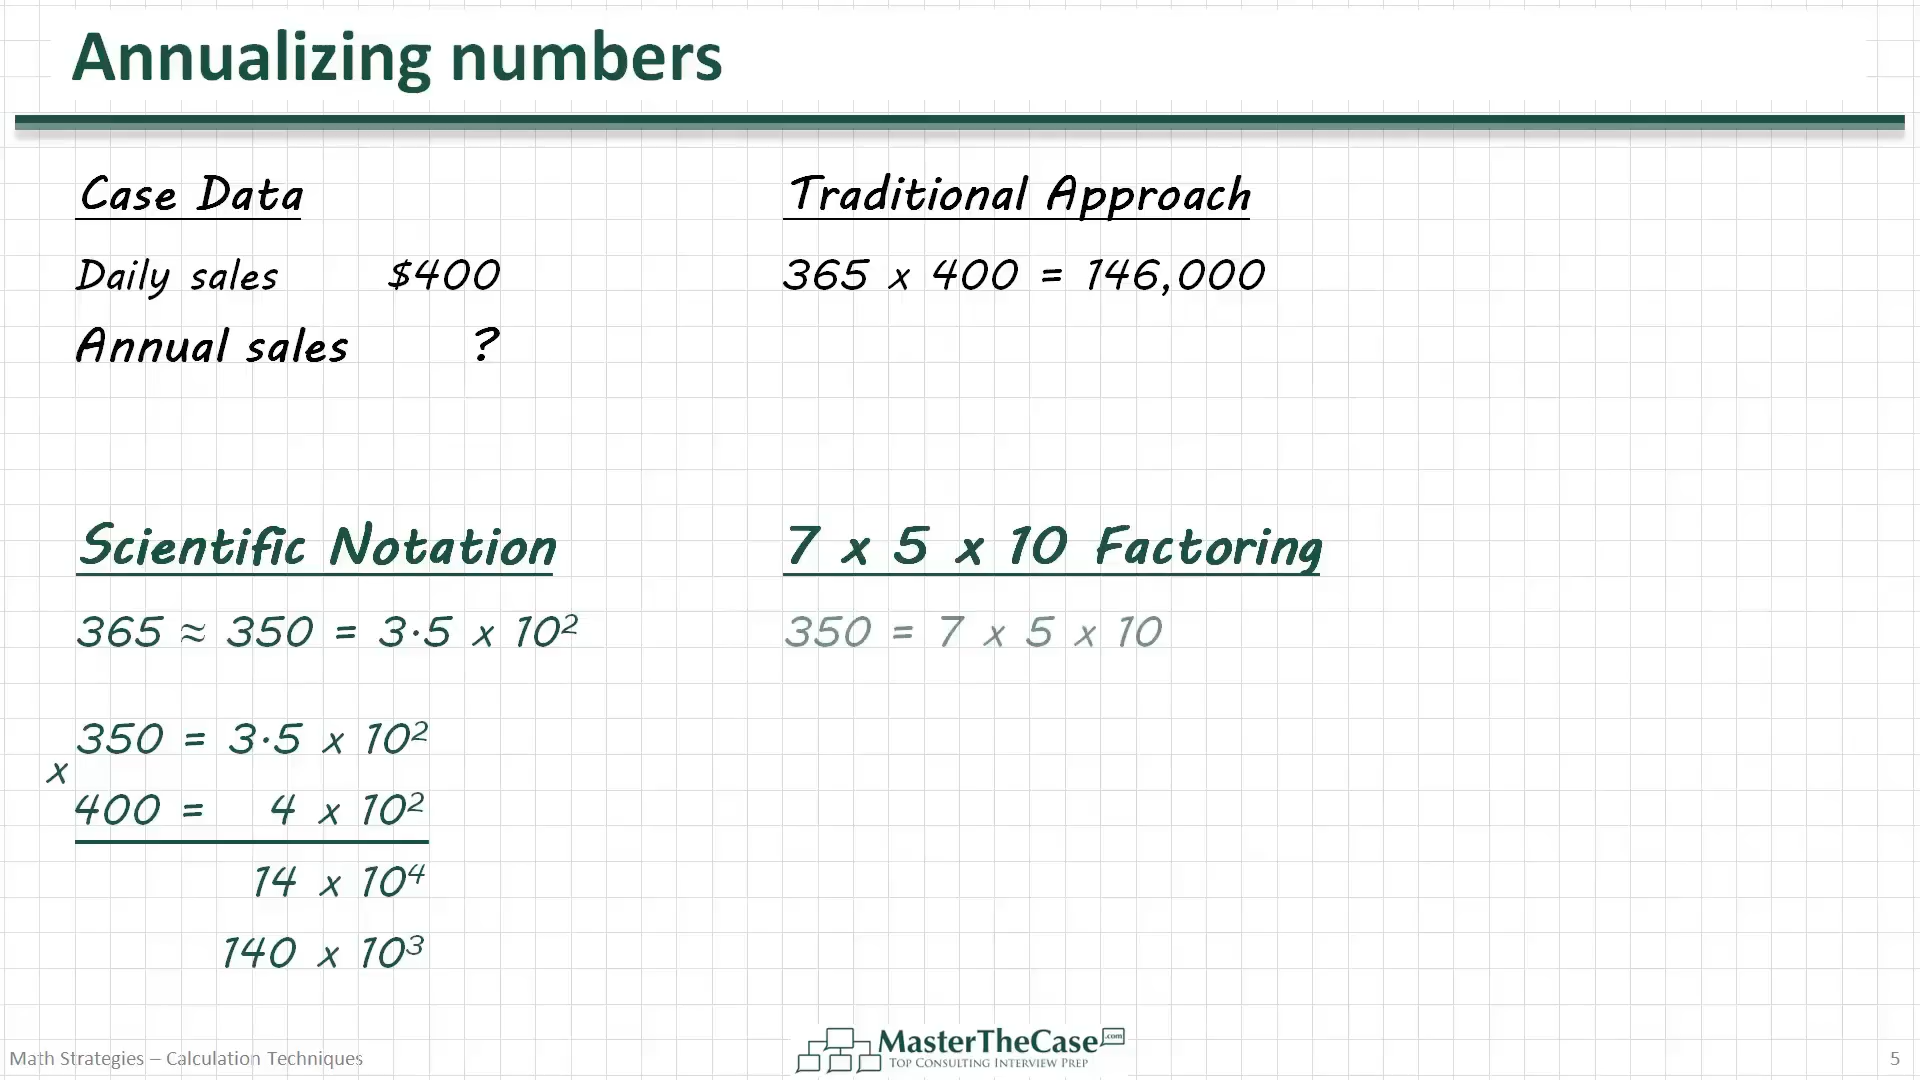 Annualizing numbers
Case Data
Daily sales $400
Annual sales ?
Traditional Approach
365 x 400 = 146,000
Scientific Notation
365 ≈ 350 = 3·5 x 10²
350 = 3·5 x 10²
x
400 = 4 x 10²
14 x 10⁴
140 x 10³
7 x 5 x 10 Factoring
350 = 7 x 5 x 10
Math Strategies – Calculation Techniques
MasterTheCase.com
Top Consulting Interview Prep
5